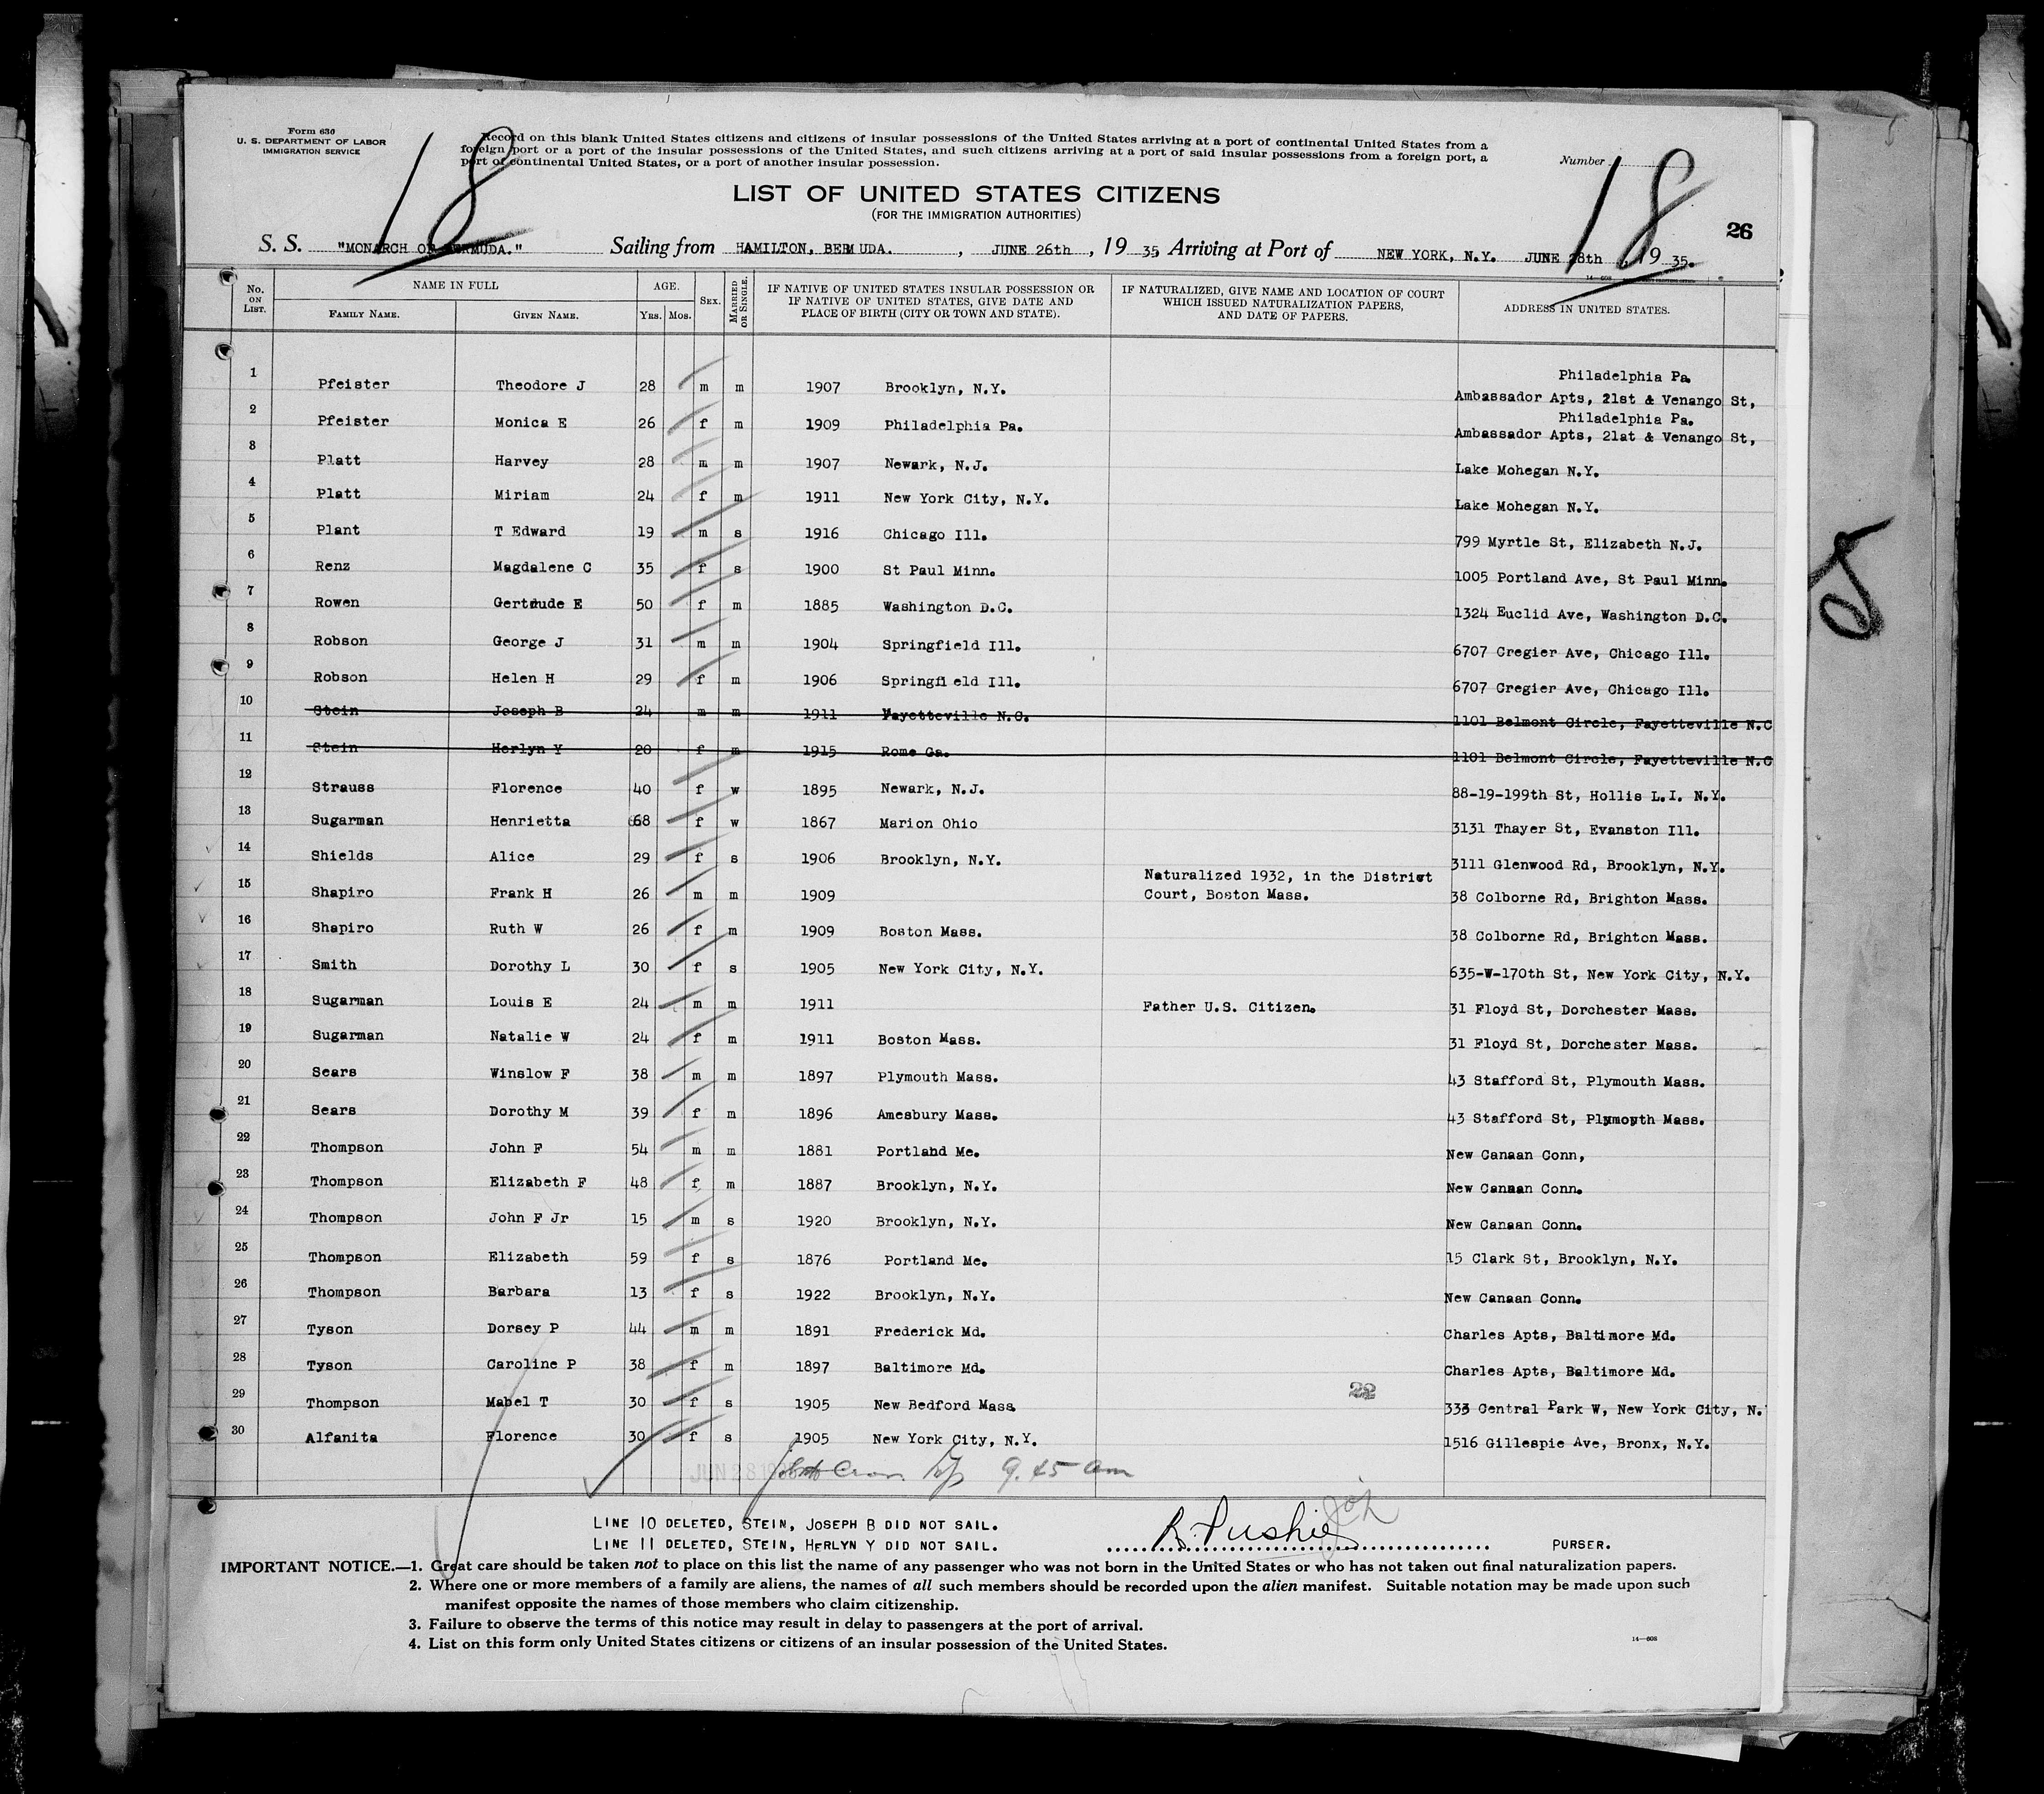 Form 630
U. S. DEPARTMENT OF LABOR
IMMIGRATION SERVICE
18
Record on this blank United States citizens and citizens of insular possessions of the United States arriving at a port of continental United States from a
foreign port or a port of the insular possessions of the United States, and such citizens arriving at a port of said insular possessions from a foreign port, a
port of continental United States, or a port of another insular possession.
Number
18
LIST OF UNITED STATES CITIZENS
(FOR THE IMMIGRATION AUTHORITIES)
26
S. S. "MONARCH OF BERMUDA." Sailing from HAMILTON, BERMUDA. , JUNE 26th , 19 35, Arriving at Port of NEW YORK, N.Y. JUNE 28th , 19 35.
No. ON LIST. NAME IN FULL FAMILY NAME. GIVEN NAME. AGE. YRS. MOS. SEX. MARRIED OR SINGLE. IF NATIVE OF UNITED STATES INSULAR POSSESSION OR IF NATIVE OF UNITED STATES, GIVE DATE AND PLACE OF BIRTH (CITY OR TOWN AND STATE). IF NATURALIZED, GIVE NAME AND LOCATION OF COURT WHICH ISSUED NATURALIZATION PAPERS, AND DATE OF PAPERS. ADDRESS IN UNITED STATES.
Philadelphia Pa.
1 Pfeister Theodore J 28 m m 1907 Brooklyn, N.Y. Ambassador Apts, 21st & Venango St,
Philadelphia Pa.
2 Pfeister Monica E 26 f m 1909 Philadelphia Pa. Ambassador Apts, 21st & Venango St,
3 Platt Harvey 28 m m 1907 Newark, N.J. Lake Mohegan N.Y.
4 Platt Miriam 24 f m 1911 New York City, N.Y. Lake Mohegan N.Y.
5 Plant T Edward 19 m s 1916 Chicago Ill. 799 Myrtle St, Elizabeth N.J.
6 Renz Magdalene C 35 f s 1900 St Paul Minn. 1005 Portland Ave, St Paul Minn.
7 Rowen Gertrude E 50 f m 1885 Washington D.C. 1324 Euclid Ave, Washington D.C.
8 Robson George J 31 m m 1904 Springfield Ill. 6707 Cregier Ave, Chicago Ill.
9 Robson Helen H 29 f m 1906 Springfield Ill. 6707 Cregier Ave, Chicago Ill.
10 Stein Joseph B 24 m m 1911 Fayetteville N.C. 1101 Belmont Circle, Fayetteville N.C
11 Stein Herlyn Y 20 f m 1915 Rome Ga. 1101 Belmont Circle, Fayetteville N.C
12 Strauss Florence 40 f w 1895 Newark, N.J. 88-19-199th St, Hollis L.I. N.Y.
13 Sugarman Henrietta 68 f w 1867 Marion Ohio 3131 Thayer St, Evanston Ill.
14 Shields Alice 29 f s 1906 Brooklyn, N.Y. 3111 Glenwood Rd, Brooklyn, N.Y.
Naturalized 1932, in the District
15 Shapiro Frank H 26 m m 1909 Court, Boston Mass. 38 Colborne Rd, Brighton Mass.
16 Shapiro Ruth W 26 f m 1909 Boston Mass. 38 Colborne Rd, Brighton Mass.
17 Smith Dorothy L 30 f s 1905 New York City, N.Y. 635-W-170th St, New York City, N.Y.
18 Sugarman Louis E 24 m m 1911 Father U.S. Citizen. 31 Floyd St, Dorchester Mass.
19 Sugarman Natalie W 24 f m 1911 Boston Mass. 31 Floyd St, Dorchester Mass.
20 Sears Winslow F 38 m m 1897 Plymouth Mass. 43 Stafford St, Plymouth Mass.
21 Sears Dorothy M 39 f m 1896 Amesbury Mass. 43 Stafford St, Plymouth Mass.
22 Thompson John F 54 m m 1881 Portland Me. New Canaan Conn,
23 Thompson Elizabeth F 48 f m 1887 Brooklyn, N.Y. New Canaan Conn.
24 Thompson John F Jr 15 m s 1920 Brooklyn, N.Y. New Canaan Conn.
25 Thompson Elizabeth 59 f s 1876 Portland Me. 15 Clark St, Brooklyn, N.Y.
26 Thompson Barbara 13 f s 1922 Brooklyn, N.Y. New Canaan Conn.
27 Tyson Dorsey P 44 m m 1891 Frederick Md. Charles Apts, Baltimore Md.
28 Tyson Caroline P 38 f m 1897 Baltimore Md. Charles Apts, Baltimore Md.
22
29 Thompson Mabel T 30 f s 1905 New Bedford Mass. 333 Central Park W, New York City, N.
30 Alfanita Florence 30 f s 1905 New York City, N.Y. 1516 Gillespie Ave, Bronx, N.Y.
JUN 28 9.45 am
LINE 10 DELETED, STEIN, JOSEPH B DID NOT SAIL.
LINE 11 DELETED, STEIN, HERLYN Y DID NOT SAIL. PURSER.
IMPORTANT NOTICE.—1. Great care should be taken not to place on this list the name of any passenger who was not born in the United States or who has not taken out final naturalization papers.
2. Where one or more members of a family are aliens, the names of all such members should be recorded upon the alien manifest. Suitable notation may be made upon such
manifest opposite the names of those members who claim citizenship.
3. Failure to observe the terms of this notice may result in delay to passengers at the port of arrival.
4. List on this form only United States citizens or citizens of an insular possession of the United States.
14—608